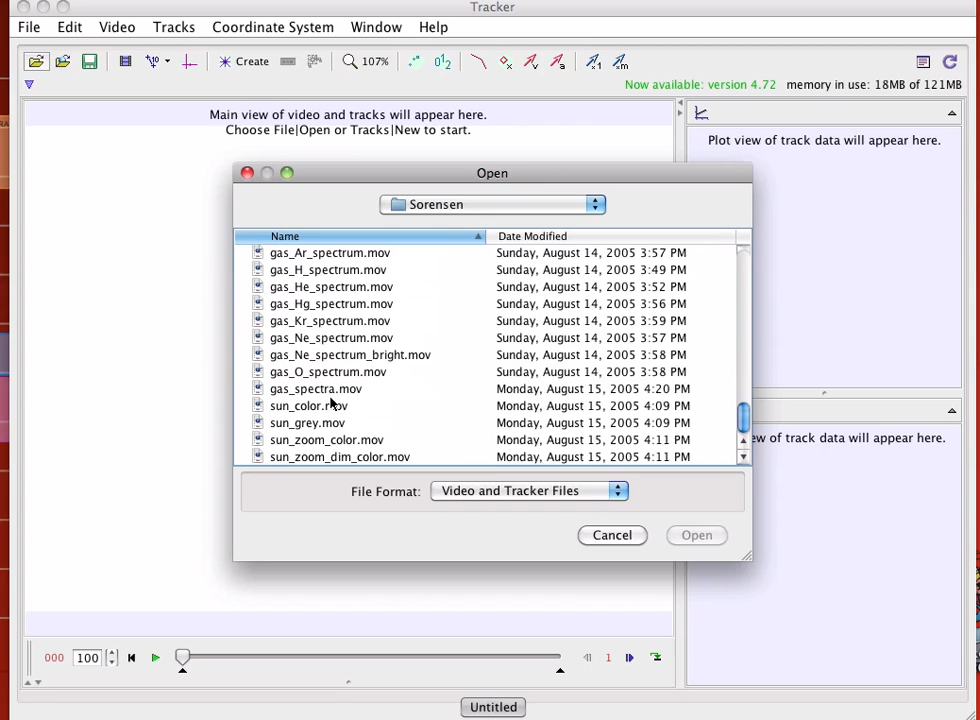 Tracker
File Edit Video Tracks Coordinate System Window Help
Create 107%
Now available: version 4.72 memory in use: 18MB of 121MB
Main view of video and tracks will appear here.
Choose File|Open or Tracks|New to start.
Plot view of track data will appear here.
Open
Sorensen
Name Date Modified
gas_Ar_spectrum.mov Sunday, August 14, 2005 3:57 PM
gas_H_spectrum.mov Sunday, August 14, 2005 3:49 PM
gas_He_spectrum.mov Sunday, August 14, 2005 3:52 PM
gas_Hg_spectrum.mov Sunday, August 14, 2005 3:56 PM
gas_Kr_spectrum.mov Sunday, August 14, 2005 3:59 PM
gas_Ne_spectrum.mov Sunday, August 14, 2005 3:57 PM
gas_Ne_spectrum_bright.mov Sunday, August 14, 2005 3:58 PM
gas_O_spectrum.mov Sunday, August 14, 2005 3:58 PM
gas_spectra.mov Monday, August 15, 2005 4:20 PM
sun_color.mov Monday, August 15, 2005 4:09 PM
sun_grey.mov Monday, August 15, 2005 4:09 PM
sun_zoom_color.mov Monday, August 15, 2005 4:11 PM
sun_zoom_dim_color.mov Monday, August 15, 2005 4:11 PM
ew of track data will appear here.
File Format: Video and Tracker Files
Cancel Open
000 100 1
Untitled